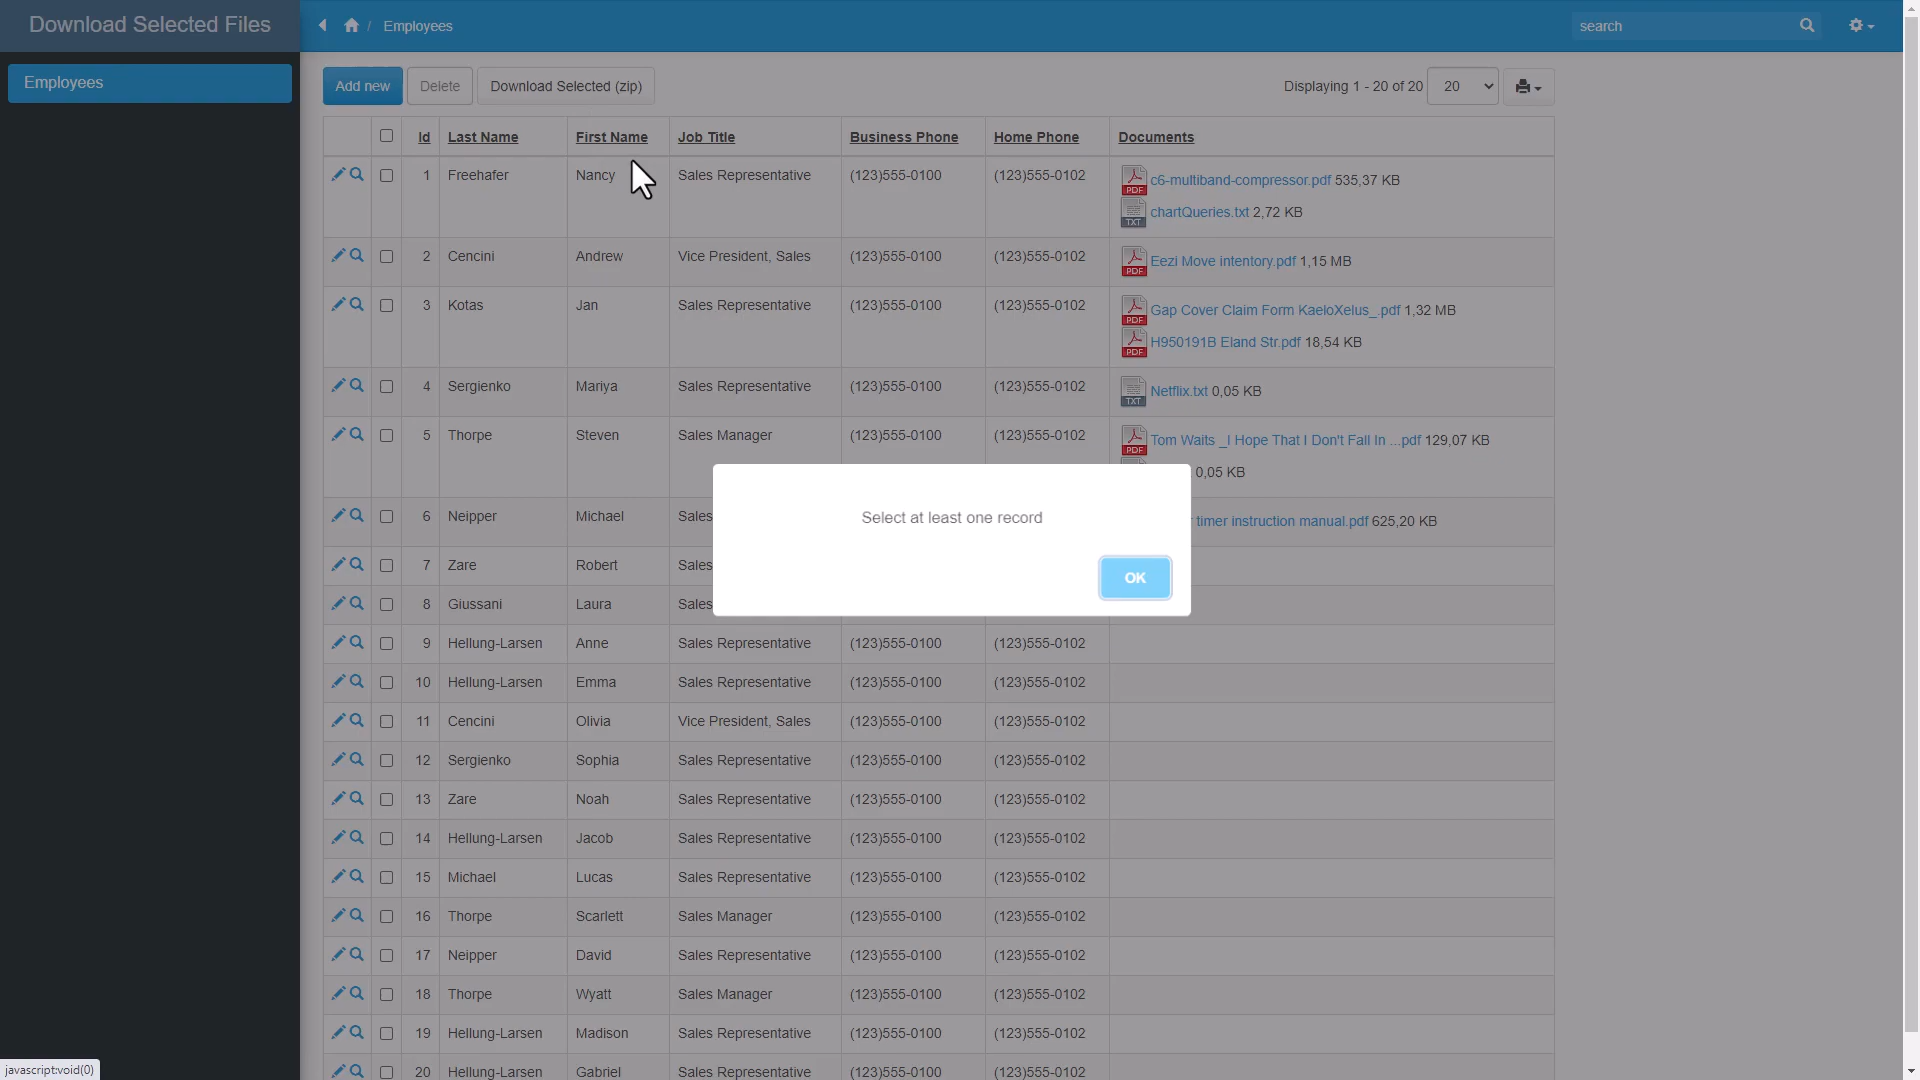 Download Selected Files
/ Employees
search
Employees
Add new Delete Download Selected (zip) Displaying 1 - 20 of 20 20
Id Last Name First Name Job Title Business Phone Home Phone Documents
1 Freehafer Nancy Sales Representative (123)555-0100 (123)555-0102 PDF c6-multiband-compressor.pdf 535,37 KB
TXT chartQueries.txt 2,72 KB
2 Cencini Andrew Vice President, Sales (123)555-0100 (123)555-0102 PDF Eezi Move intentory.pdf 1,15 MB
3 Kotas Jan Sales Representative (123)555-0100 (123)555-0102 PDF Gap Cover Claim Form KaeloXelus_.pdf 1,32 MB
PDF H950191B Eland Str.pdf 18,54 KB
4 Sergienko Mariya Sales Representative (123)555-0100 (123)555-0102 TXT Netflix.txt 0,05 KB
5 Thorpe Steven Sales Manager (123)555-0100 (123)555-0102 PDF Tom Waits _I Hope That I Don't Fall In ...pdf 129,07 KB
0,05 KB
6 Neipper Michael Sales timer instruction manual.pdf 625,20 KB
Select at least one record
7 Zare Robert Sales
OK
8 Giussani Laura Sales
9 Hellung-Larsen Anne Sales Representative (123)555-0100 (123)555-0102
10 Hellung-Larsen Emma Sales Representative (123)555-0100 (123)555-0102
11 Cencini Olivia Vice President, Sales (123)555-0100 (123)555-0102
12 Sergienko Sophia Sales Representative (123)555-0100 (123)555-0102
13 Zare Noah Sales Representative (123)555-0100 (123)555-0102
14 Hellung-Larsen Jacob Sales Representative (123)555-0100 (123)555-0102
15 Michael Lucas Sales Representative (123)555-0100 (123)555-0102
16 Thorpe Scarlett Sales Manager (123)555-0100 (123)555-0102
17 Neipper David Sales Representative (123)555-0100 (123)555-0102
18 Thorpe Wyatt Sales Manager (123)555-0100 (123)555-0102
19 Hellung-Larsen Madison Sales Representative (123)555-0100 (123)555-0102
20 Hellung-Larsen Gabriel Sales Representative (123)555-0100 (123)555-0102
javascript:void(0)